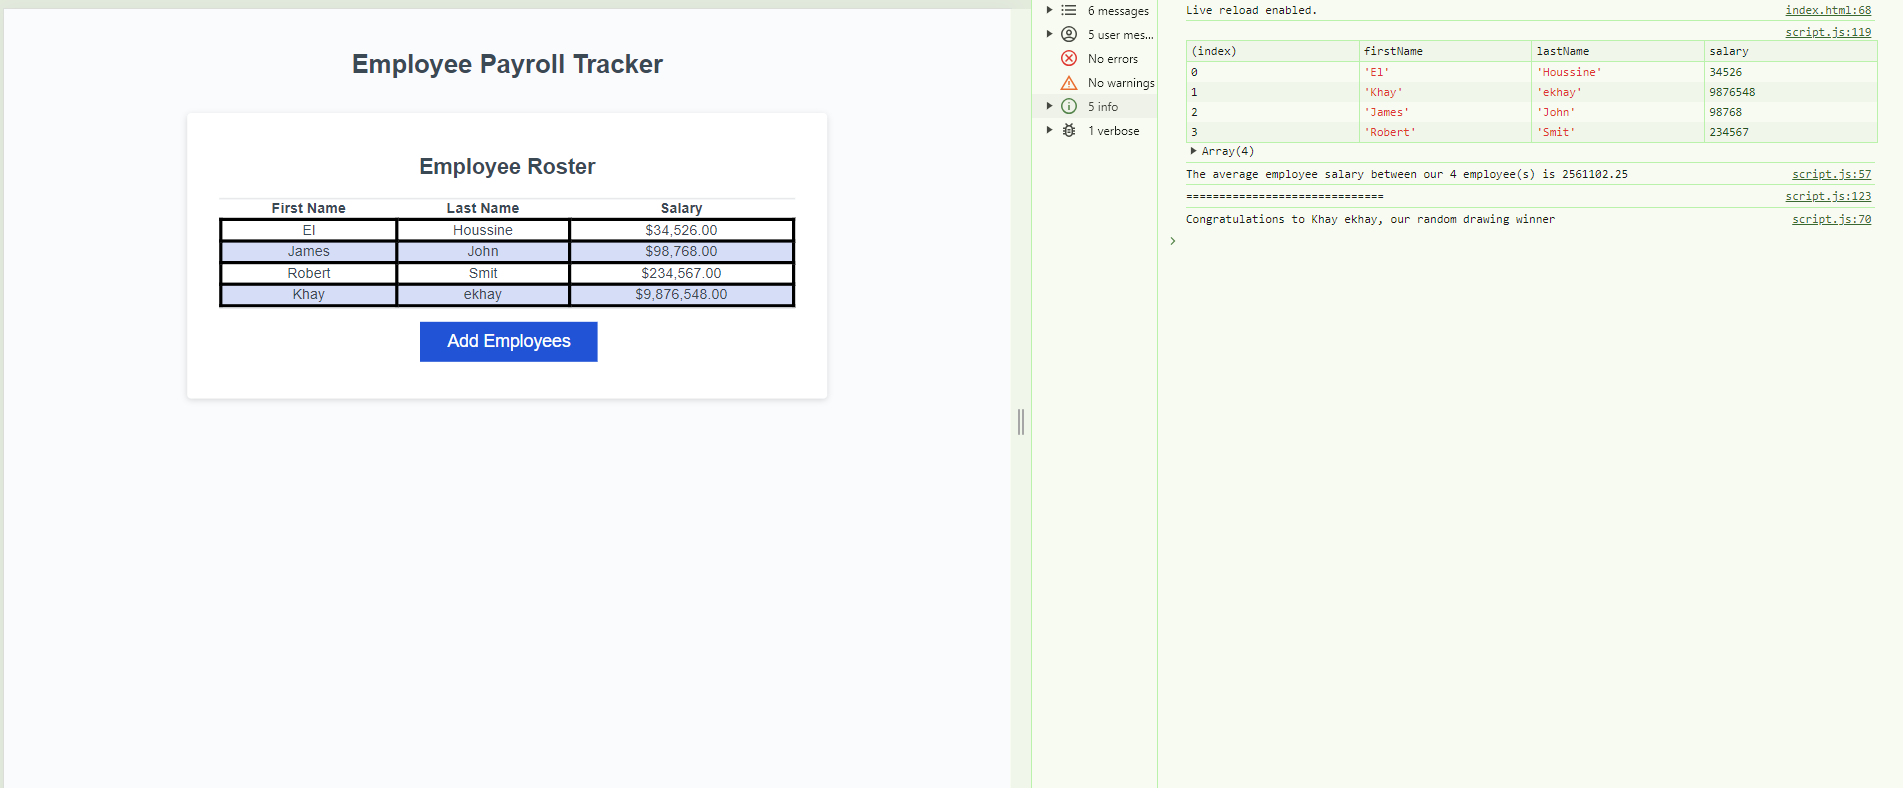 Employee Payroll Tracker
Employee Roster
First Name Last Name Salary
El Houssine $34,526.00
James John $98,768.00
Robert Smit $234,567.00
Khay ekhay $9,876,548.00
Add Employees
6 messages
5 user mes...
No errors
No warnings
5 info
1 verbose
Live reload enabled. index.html:68
script.js:119
(index) firstName lastName salary
0 'El' 'Houssine' 34526
1 'Khay' 'ekhay' 9876548
2 'James' 'John' 98768
3 'Robert' 'Smit' 234567
Array(4)
The average employee salary between our 4 employee(s) is 2561102.25 script.js:57
============================== script.js:123
Congratulations to Khay ekhay, our random drawing winner script.js:70